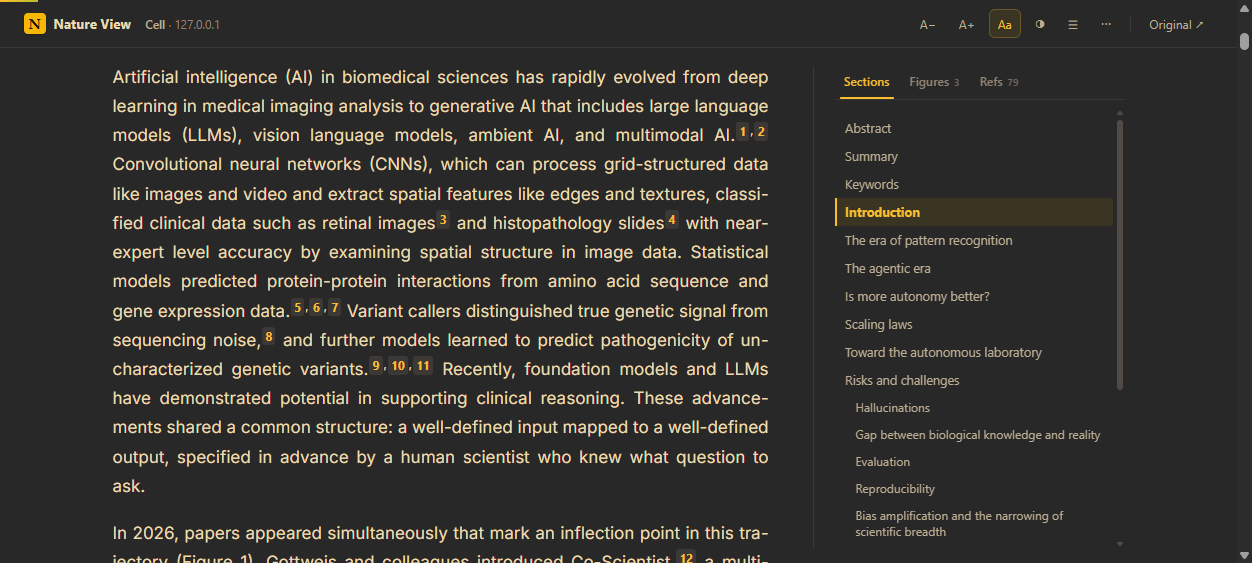 N Nature View Cell · 127.0.0.1 A− A+ Aa ◑ ☰ ··· Original ↗
Artificial intelligence (AI) in biomedical sciences has rapidly evolved from deep
learning in medical imaging analysis to generative AI that includes large language
models (LLMs), vision language models, ambient AI, and multimodal AI.1,2
Convolutional neural networks (CNNs), which can process grid-structured data
like images and video and extract spatial features like edges and textures, classi-
fied clinical data such as retinal images3 and histopathology slides4 with near-
expert level accuracy by examining spatial structure in image data. Statistical
models predicted protein-protein interactions from amino acid sequence and
gene expression data.5,6,7 Variant callers distinguished true genetic signal from
sequencing noise,8 and further models learned to predict pathogenicity of un-
characterized genetic variants.9,10,11 Recently, foundation models and LLMs
have demonstrated potential in supporting clinical reasoning. These advance-
ments shared a common structure: a well-defined input mapped to a well-defined
output, specified in advance by a human scientist who knew what question to
ask.
In 2026, papers appeared simultaneously that mark an inflection point in this tra-
jectory (Figure 1). Gottweis and colleagues introduced Co-Scientist,12 a multi-
Sections Figures 3 Refs 79
Abstract
Summary
Keywords
Introduction
The era of pattern recognition
The agentic era
Is more autonomy better?
Scaling laws
Toward the autonomous laboratory
Risks and challenges
Hallucinations
Gap between biological knowledge and reality
Evaluation
Reproducibility
Bias amplification and the narrowing of
scientific breadth